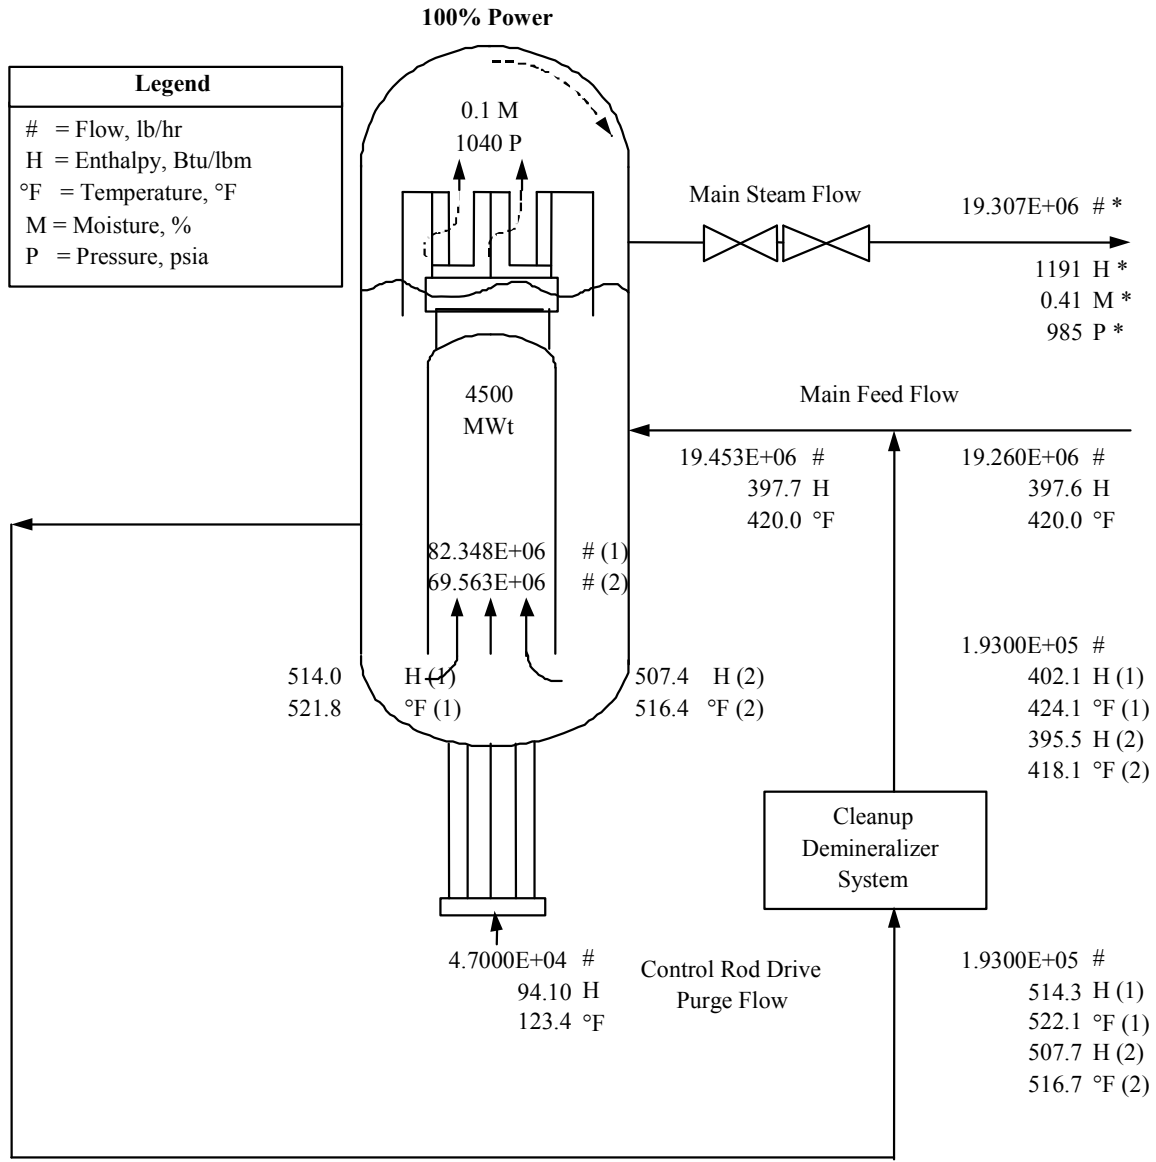 100% Power
Legend
# = Flow, lb/hr
H = Enthalpy, Btu/lbm
°F = Temperature, °F
M = Moisture, %
P = Pressure, psia
0.1 M
1040 P
Main Steam Flow
19.307E+06 # *
1191 H *
0.41 M *
985 P *
4500
MWt
Main Feed Flow
19.453E+06 #
397.7 H
420.0 °F
19.260E+06 #
397.6 H
420.0 °F
82.348E+06 # (1)
69.563E+06 # (2)
514.0 H (1)
521.8 °F (1)
507.4 H (2)
516.4 °F (2)
1.9300E+05 #
402.1 H (1)
424.1 °F (1)
395.5 H (2)
418.1 °F (2)
Cleanup
Demineralizer
System
4.7000E+04 #
94.10 H
123.4 °F
Control Rod Drive
Purge Flow
1.9300E+05 #
514.3 H (1)
522.1 °F (1)
507.7 H (2)
516.7 °F (2)